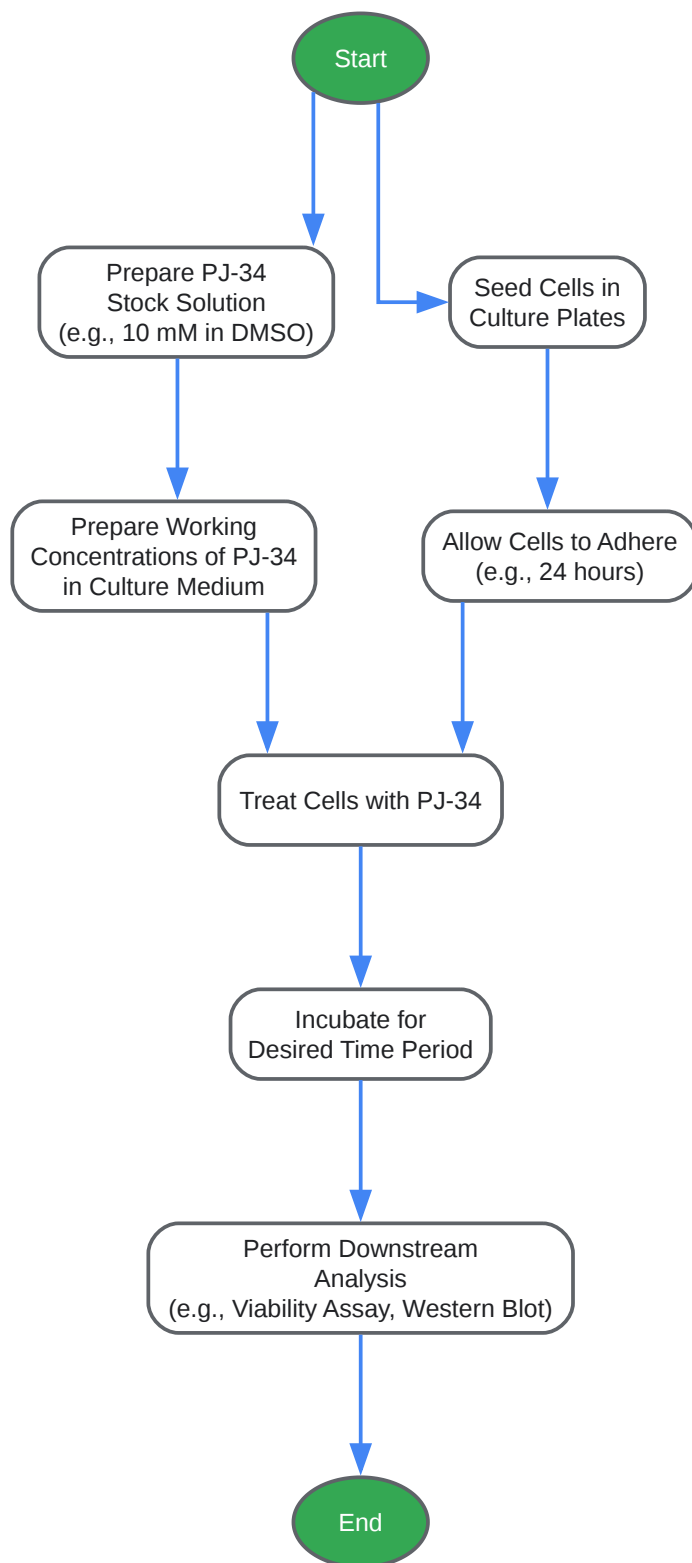 Start
Prepare PJ-34
Stock Solution
(e.g., 10 mM in DMSO)
Seed Cells in
Culture Plates
Prepare Working
Concentrations of PJ-34
in Culture Medium
Allow Cells to Adhere
(e.g., 24 hours)
Treat Cells with PJ-34
Incubate for
Desired Time Period
Perform Downstream
Analysis
(e.g., Viability Assay, Western Blot)
End